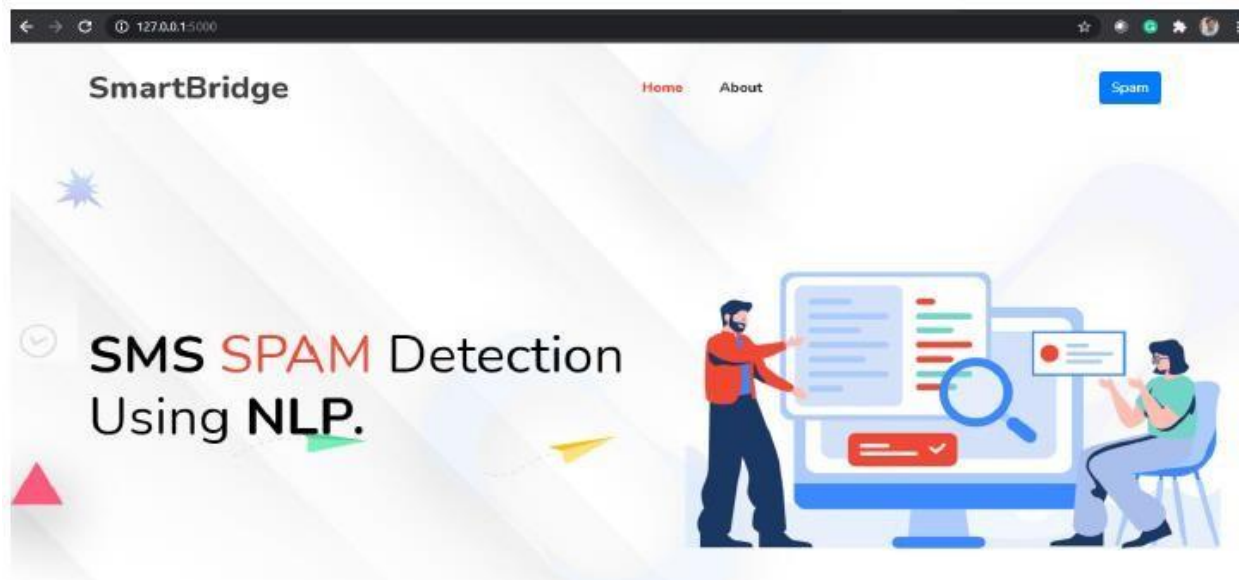 127.0.0.1:5000
SmartBridge
Home About
Spam
SMS SPAM Detection
Using NLP.